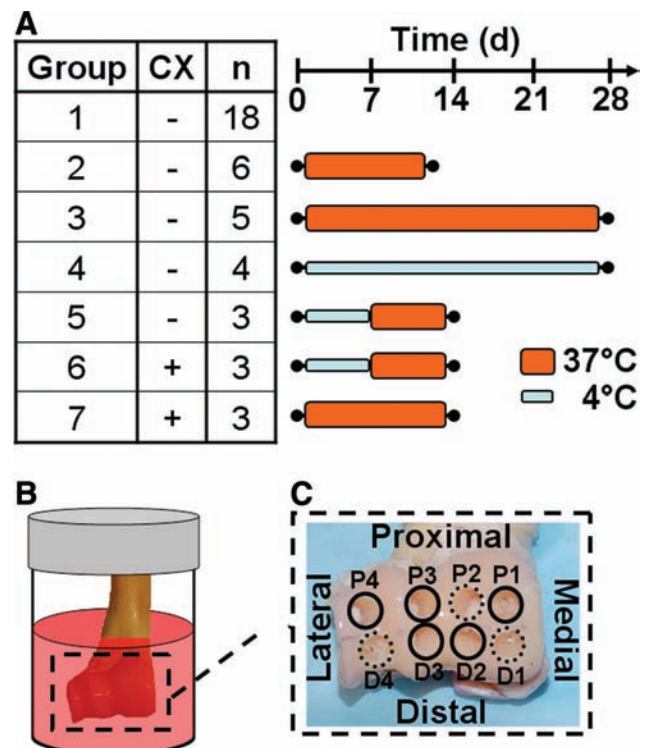 A
Time (d)
Group CX n
0 7 14 21 28
1 - 18
2 - 6
3 - 5
4 - 4
5 - 3
6 + 3
7 + 3
37°C
4°C
B
C
Proximal
P4 P3 P2 P1
Lateral
Medial
D4 D3 D2 D1
Distal